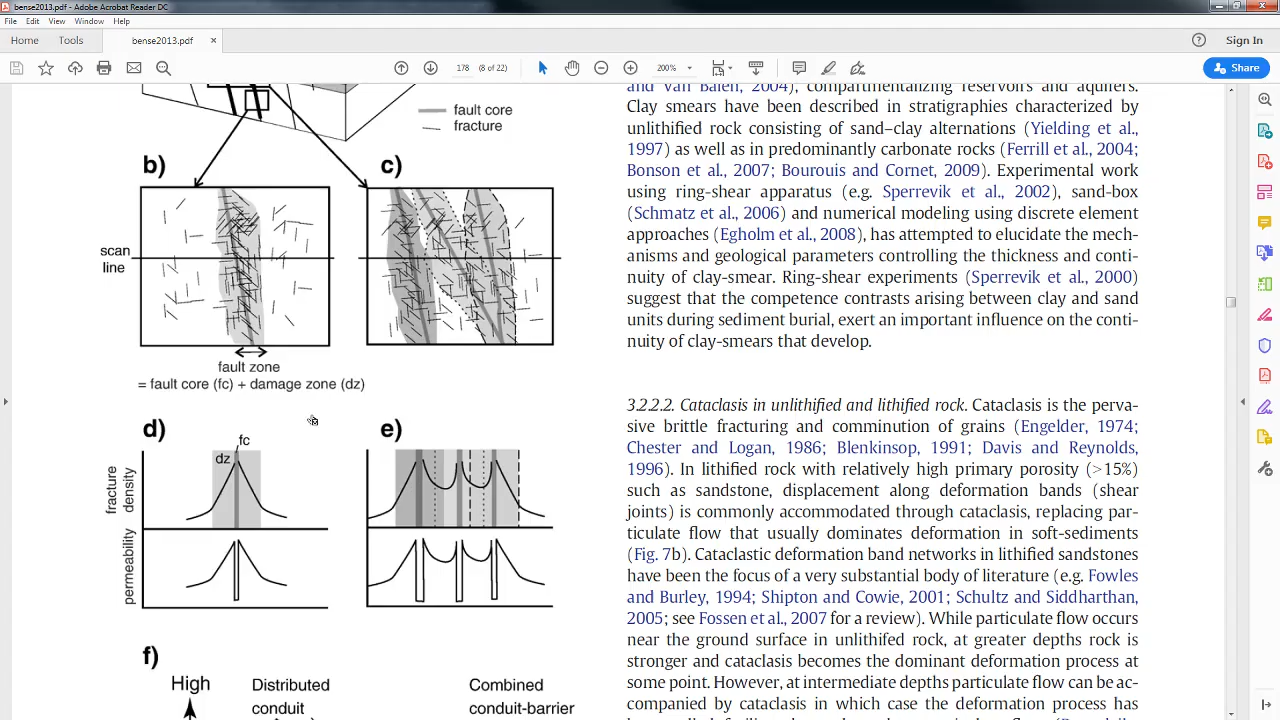 bense2013.pdf - Adobe Acrobat Reader DC
File Edit View Window Help
Home Tools bense2013.pdf × Sign In
178 (8 of 22) 200% Share
fault core
fracture
b)
c)
scan
line
fault zone
= fault core (fc) + damage zone (dz)
d)
e)
fc
dz
fracture
density
permeability
f)
High
Distributed
conduit
Combined
conduit-barrier
and Van Balen, 2004), compartmentalizing reservoirs and aquifers.
Clay smears have been described in stratigraphies characterized by
unlithified rock consisting of sand–clay alternations (Yielding et al.,
1997) as well as in predominantly carbonate rocks (Ferrill et al., 2004;
Bonson et al., 2007; Bourouis and Cornet, 2009). Experimental work
using ring-shear apparatus (e.g. Sperrevik et al., 2002), sand-box
(Schmatz et al., 2006) and numerical modeling using discrete element
approaches (Egholm et al., 2008), has attempted to elucidate the mech-
anisms and geological parameters controlling the thickness and conti-
nuity of clay-smear. Ring-shear experiments (Sperrevik et al., 2000)
suggest that the competence contrasts arising between clay and sand
units during sediment burial, exert an important influence on the conti-
nuity of clay-smears that develop.
3.2.2.2. Cataclasis in unlithified and lithified rock. Cataclasis is the perva-
sive brittle fracturing and comminution of grains (Engelder, 1974;
Chester and Logan, 1986; Blenkinsop, 1991; Davis and Reynolds,
1996). In lithified rock with relatively high primary porosity (>15%)
such as sandstone, displacement along deformation bands (shear
joints) is commonly accommodated through cataclasis, replacing par-
ticulate flow that usually dominates deformation in soft-sediments
(Fig. 7b). Cataclastic deformation band networks in lithified sandstones
have been the focus of a very substantial body of literature (e.g. Fowles
and Burley, 1994; Shipton and Cowie, 2001; Schultz and Siddharthan,
2005; see Fossen et al., 2007 for a review). While particulate flow occurs
near the ground surface in unlithifed rock, at greater depths rock is
stronger and cataclasis becomes the dominant deformation process at
some point. However, at intermediate depths particulate flow can be ac-
companied by cataclasis in which case the deformation process has